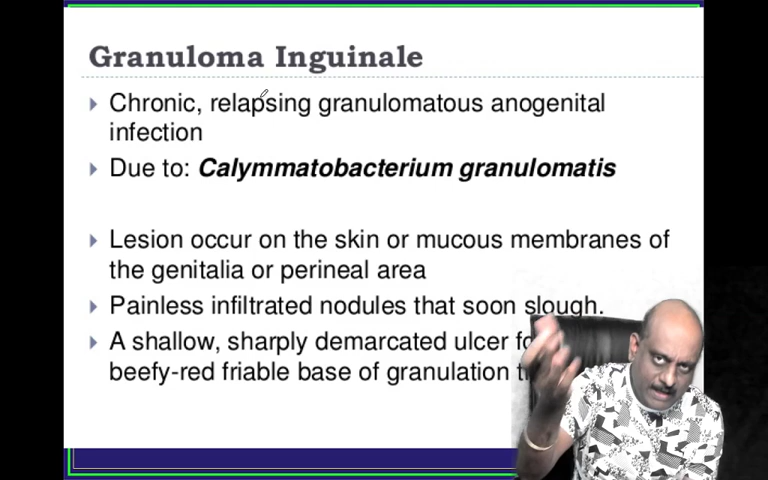 Granuloma Inguinale
Chronic, relapsing granulomatous anogenital
infection
Due to: Calymmatobacterium granulomatis
Lesion occur on the skin or mucous membranes of
the genitalia or perineal area
Painless infiltrated nodules that soon slough.
A shallow, sharply demarcated ulcer
beefy-red friable base of granulation